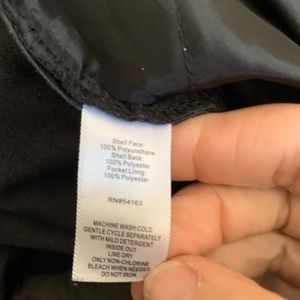 Shell Face:
100% Polyurethane
Shell Back:
100% Polyester
Pocket Lining:
100% Polyester
RN#54163
MACHINE WASH COLD
GENTLE CYCLE SEPARATELY
WITH MILD DETERGENT
INSIDE OUT
LINE DRY
ONLY NON-CHLORINE
BLEACH WHEN NEEDED
DO NOT IRON